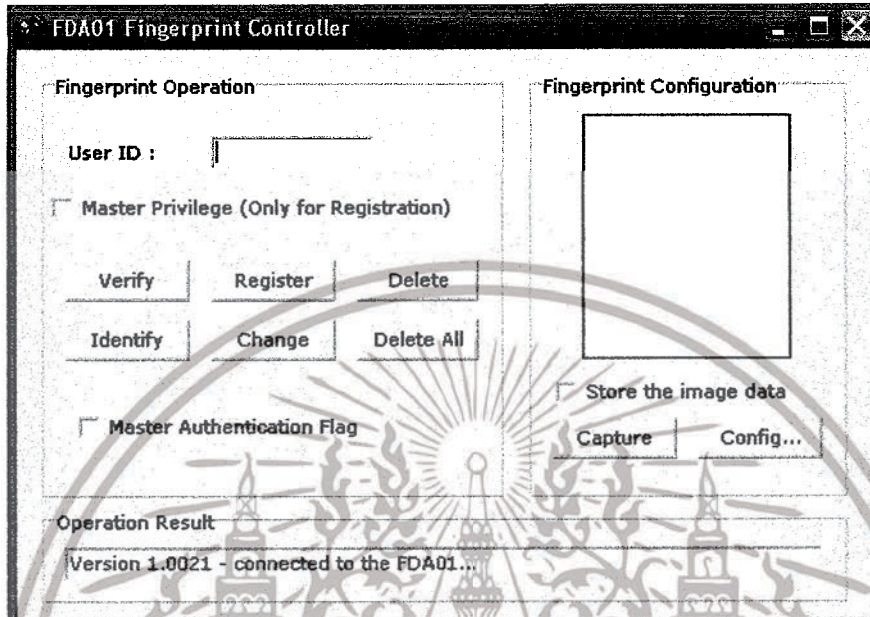 FDA01 Fingerprint Controller
Fingerprint Operation
User ID :
Master Privilege (Only for Registration)
Verify Register Delete
Identify Change Delete All
Master Authentication Flag
Fingerprint Configuration
Store the image data
Capture Config...
Operation Result
Version 1.0021 - connected to the FDA01...